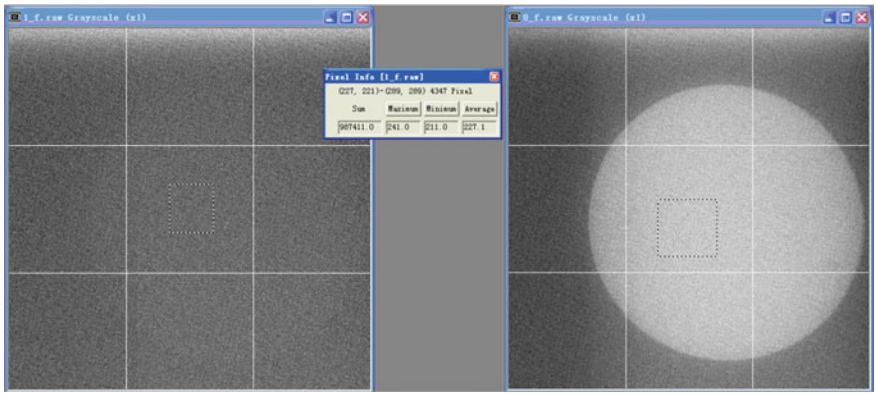 1_f.raw Grayscale (x1)
0_f.raw Grayscale (x1)
Pixel Info [1_f.raw]
(227, 221)-(289, 289) 4347 Pixel
Sum Maximum Minimum Average
987411.0 241.0 211.0 227.1